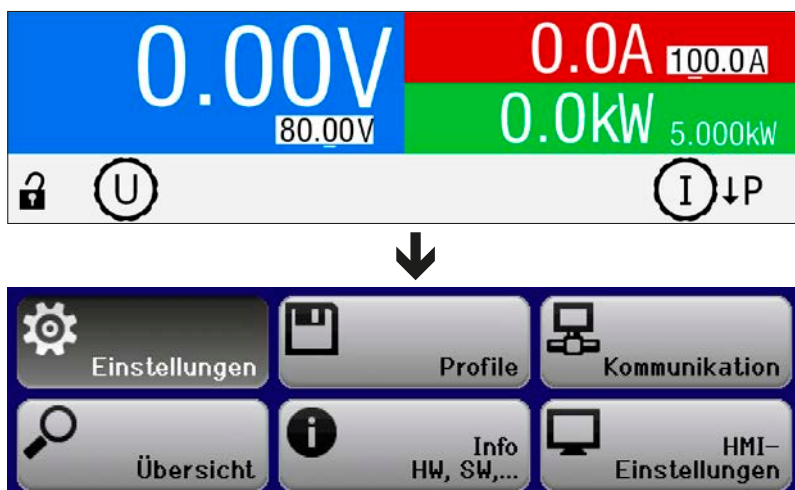 0.00V
80.00V
0.0A 100.0A
0.0kW 5.000kW
U
I ↓P
Einstellungen
Profile
Kommunikation
Übersicht
Info
HW, SW,...
HMI-
Einstellungen